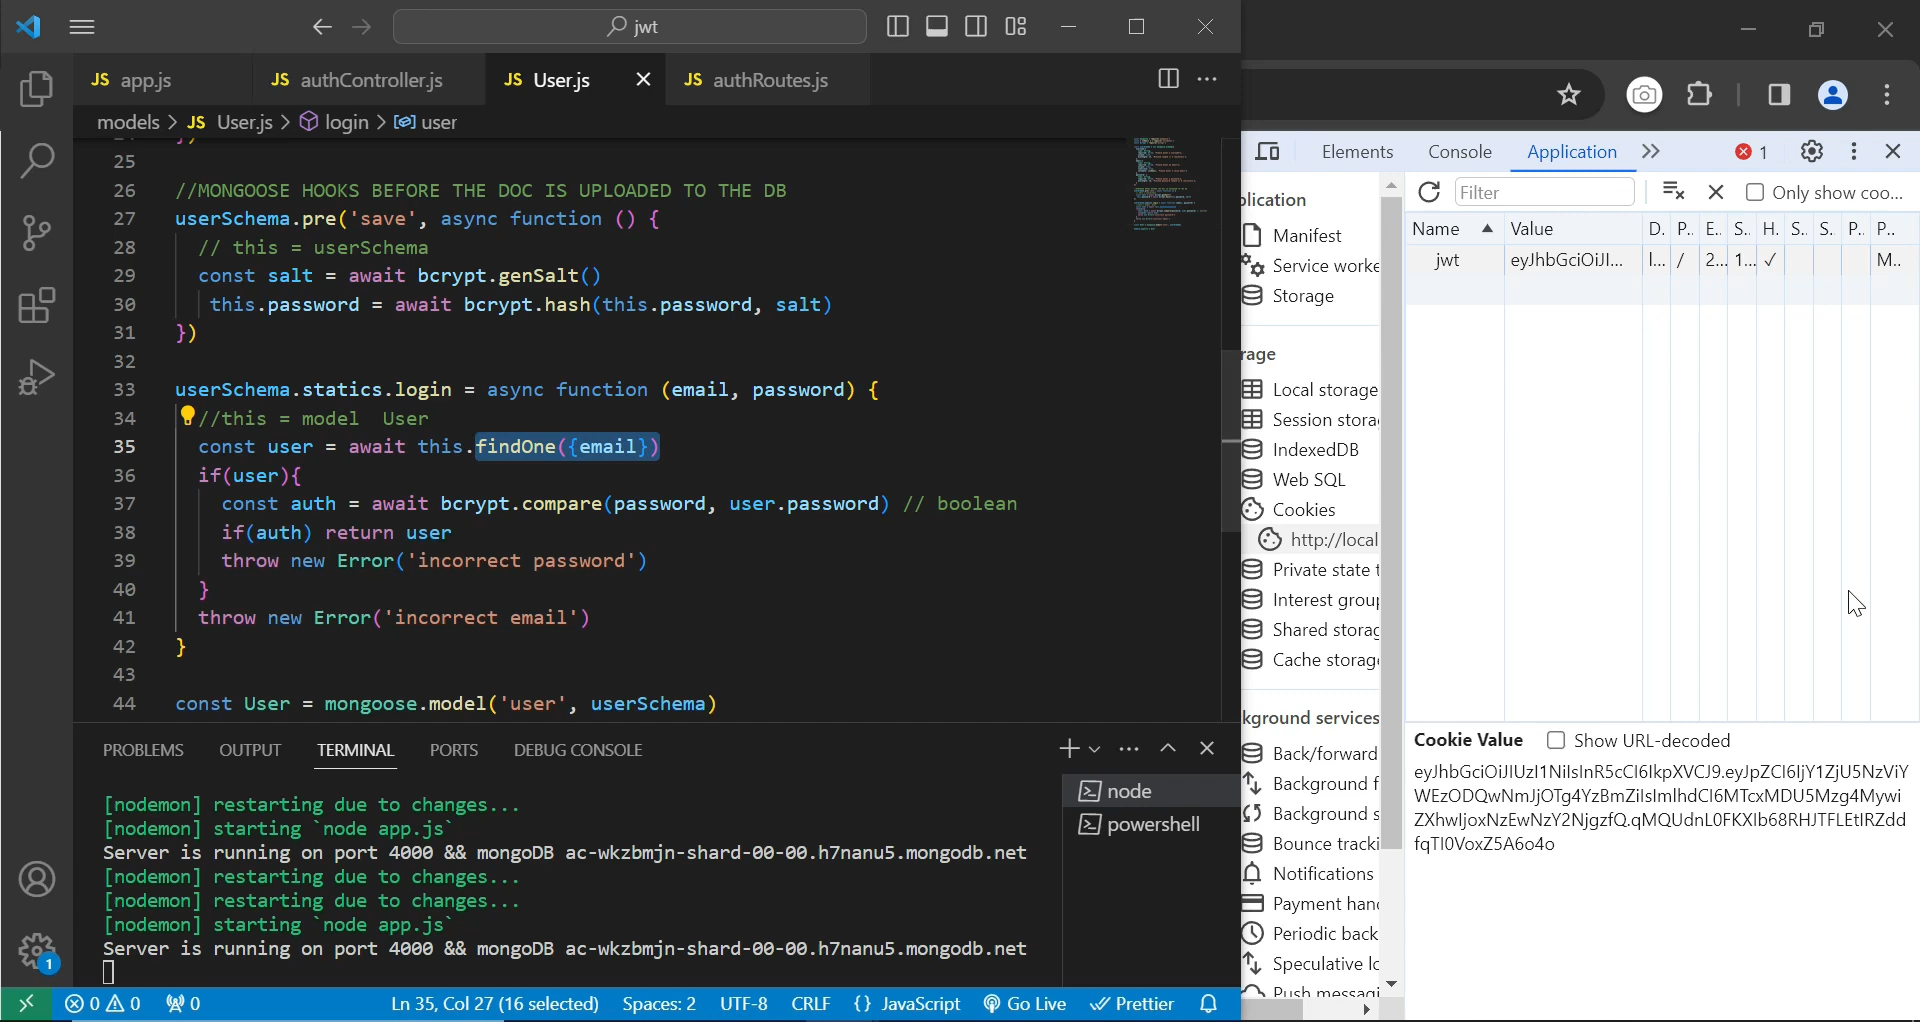 jwt
JS app.js
JS authController.js
JS User.js
JS authRoutes.js
models > JS User.js > login > user
25
26 //MONGOOSE HOOKS BEFORE THE DOC IS UPLOADED TO THE DB
27 userSchema.pre('save', async function () {
28 // this = userSchema
29 const salt = await bcrypt.genSalt()
30 this.password = await bcrypt.hash(this.password, salt)
31 })
32
33 userSchema.statics.login = async function (email, password) {
34 //this = model  User
35 const user = await this.findOne({email})
36 if(user){
37 const auth = await bcrypt.compare(password, user.password) // boolean
38 if(auth) return user
39 throw new Error('incorrect password')
40 }
41 throw new Error('incorrect email')
42 }
43
44 const User = mongoose.model('user', userSchema)
PROBLEMS OUTPUT TERMINAL PORTS DEBUG CONSOLE
[nodemon] restarting due to changes...
[nodemon] starting `node app.js`
Server is running on port 4000 && mongoDB ac-wkzbmjn-shard-00-00.h7nanu5.mongodb.net
[nodemon] restarting due to changes...
[nodemon] restarting due to changes...
[nodemon] starting `node app.js`
Server is running on port 4000 && mongoDB ac-wkzbmjn-shard-00-00.h7nanu5.mongodb.net
node
powershell
1
0 0 0 Ln 35, Col 27 (16 selected) Spaces: 2 UTF-8 CRLF {} JavaScript Go Live Prettier
Elements Console Application 1
plication
Manifest
Service worke
Storage
rage
Local storage
Session stora
IndexedDB
Web SQL
Cookies
http://local
Private state t
Interest group
Shared storag
Cache storage
kground services
Back/forward
Background f
Background s
Bounce tracki
Notifications
Payment hand
Periodic back
Speculative lo
Push messagi
Filter Only show coo...
Name Value D.. P.. E.. S.. H.. S.. S.. P.. P..
jwt eyJhbGciOiJI... l... / 2... 1... ✓ M..
Cookie Value Show URL-decoded